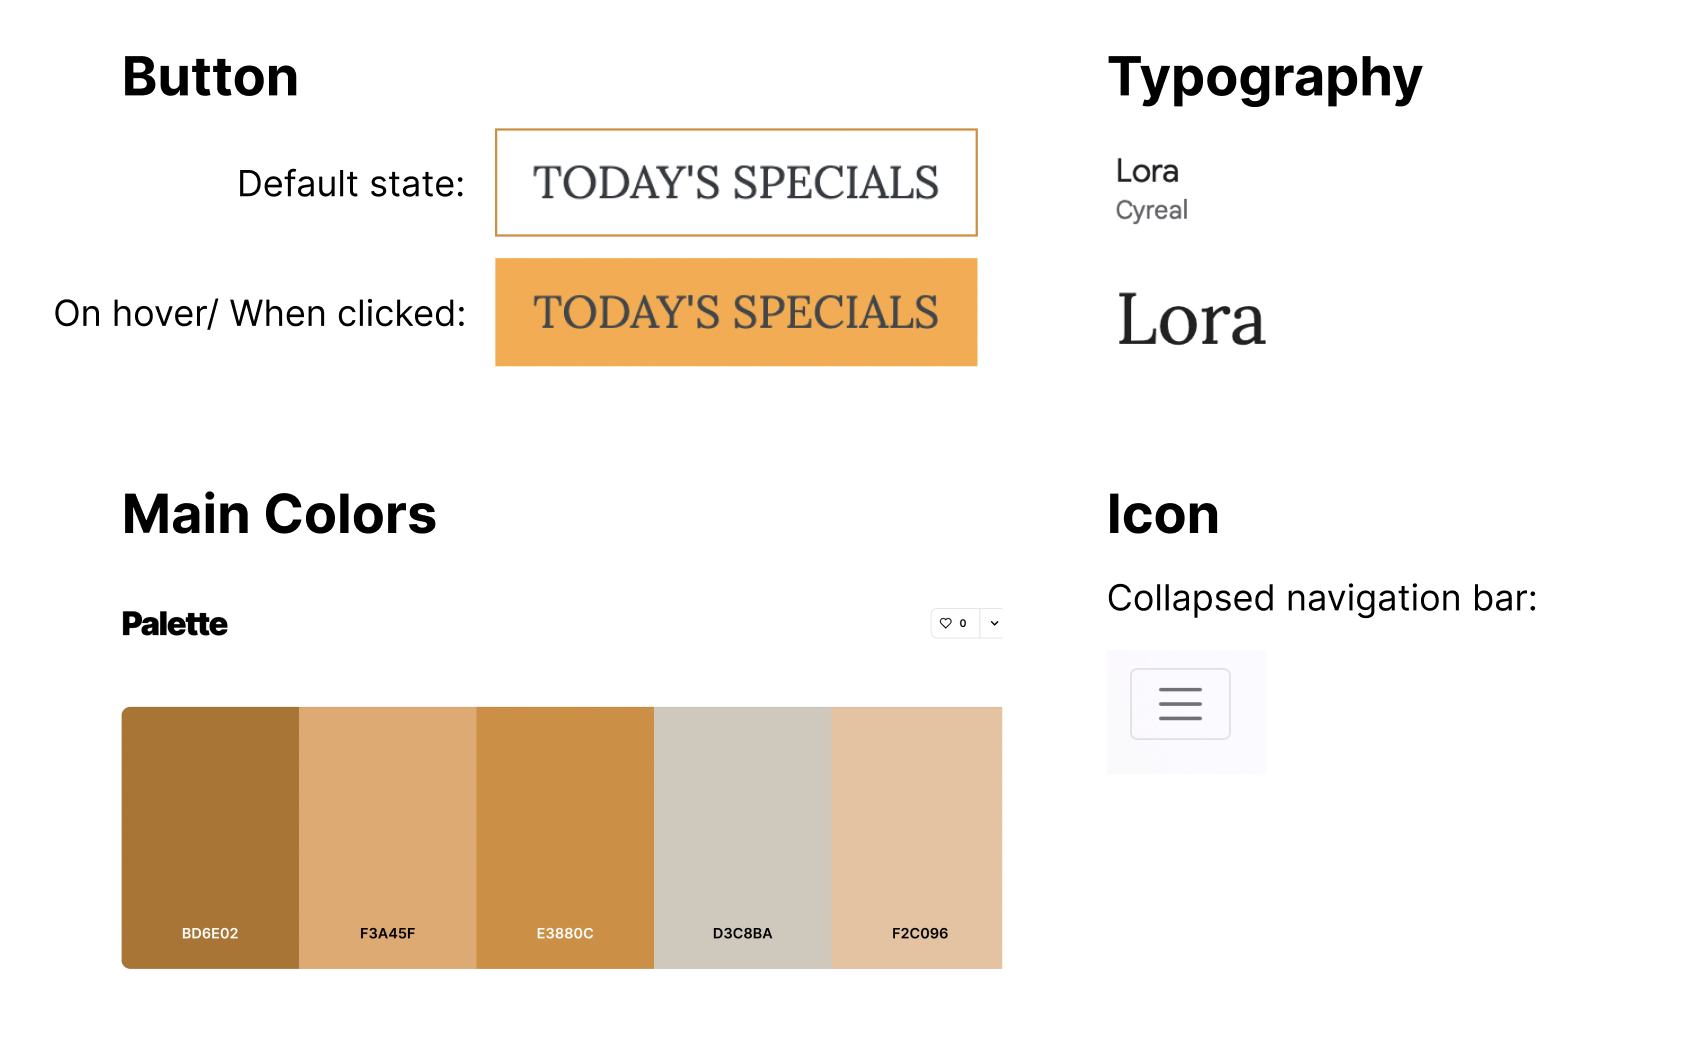 Button
Default state:
TODAY'S SPECIALS
On hover/ When clicked:
TODAY'S SPECIALS
Typography
Lora
Cyreal
Lora
Main Colors
Palette
0
BD6E02
F3A45F
E3880C
D3C8BA
F2C096
Icon
Collapsed navigation bar: